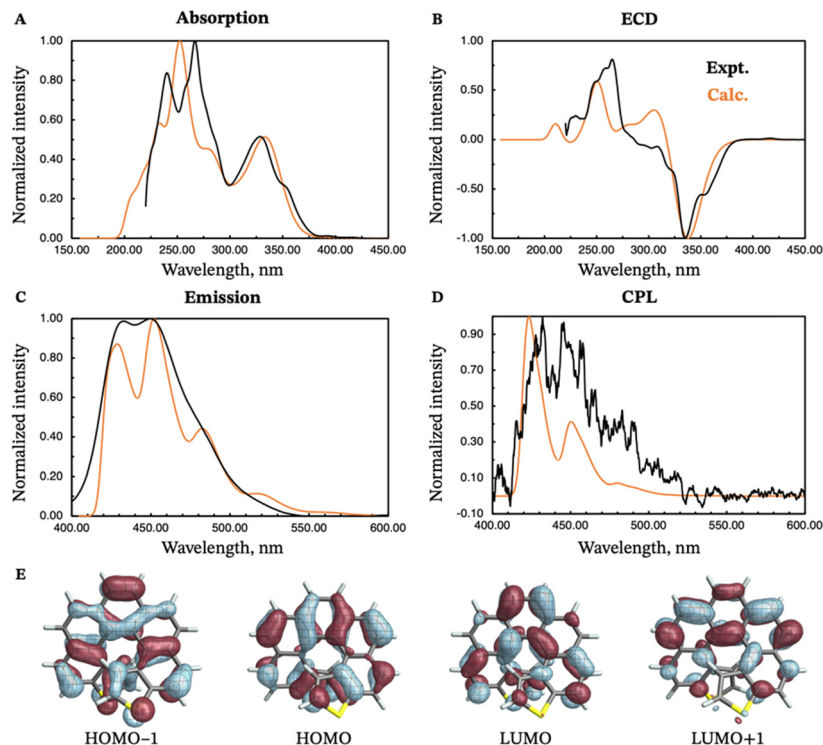 A Absorption
Normalized intensity
1.00
0.80
0.60
0.40
0.20
0.00
150.00 200.00 250.00 300.00 350.00 400.00 450.00
Wavelength, nm
B ECD
Normalized intensity
1.00
0.50
0.00
-0.50
-1.00
Expt.
Calc.
150.00 200.00 250.00 300.00 350.00 400.00 450.00
Wavelength, nm
C Emission
Normalized intensity
1.00
0.80
0.60
0.40
0.20
0.00
400.00 450.00 500.00 550.00 600.00
Wavelength, nm
D CPL
Normalized intensity
0.90
0.70
0.50
0.30
0.10
-0.10
400.00 450.00 500.00 550.00 600.00
Wavelength, nm
E
HOMO−1 HOMO LUMO LUMO+1